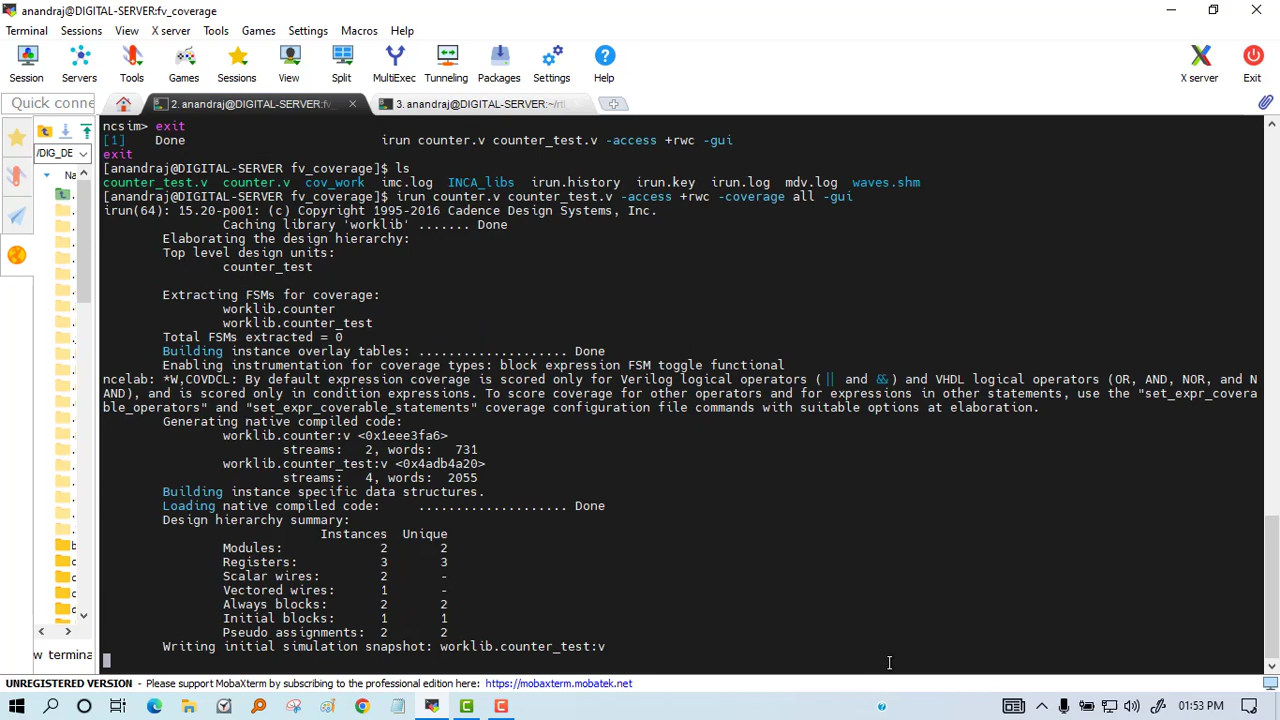 anandraj@DIGITAL-SERVER:fv_coverage
Terminal Sessions View X server Tools Games Settings Macros Help
Session Servers Tools Games Sessions View Split MultiExec Tunneling Packages Settings Help X server Exit
Quick conne
2. anandraj@DIGITAL-SERVER:fv_
3. anandraj@DIGITAL-SERVER:~/rtl
/DIG_DE
Na
ncsim> exit
[1] Done irun counter.v counter_test.v -access +rwc -gui
exit
[anandraj@DIGITAL-SERVER fv_coverage]$ ls
counter_test.v counter.v cov_work imc.log INCA_libs irun.history irun.key irun.log mdv.log waves.shm
[anandraj@DIGITAL-SERVER fv_coverage]$ irun counter.v counter_test.v -access +rwc -coverage all -gui
irun(64): 15.20-p001: (c) Copyright 1995-2016 Cadence Design Systems, Inc.
Caching library 'worklib' ....... Done
Elaborating the design hierarchy:
Top level design units:
counter_test
Extracting FSMs for coverage:
worklib.counter
worklib.counter_test
Total FSMs extracted = 0
Building instance overlay tables: .................... Done
Enabling instrumentation for coverage types: block expression FSM toggle functional
ncelab: *W,COVDCL: By default expression coverage is scored only for Verilog logical operators (|| and &&) and VHDL logical operators (OR, AND, NOR, and N
AND), and is scored only in condition expressions. To score coverage for other operators and for expressions in other statements, use the "set_expr_covera
ble_operators" and "set_expr_coverable_statements" coverage configuration file commands with suitable options at elaboration.
Generating native compiled code:
worklib.counter:v <0x1eee3fa6>
streams: 2, words: 731
worklib.counter_test:v <0x4adb4a20>
streams: 4, words: 2055
Building instance specific data structures.
Loading native compiled code: .................... Done
Design hierarchy summary:
Instances Unique
Modules: 2 2
Registers: 3 3
Scalar wires: 2 -
Vectored wires: 1 -
Always blocks: 2 2
Initial blocks: 1 1
Pseudo assignments: 2 2
Writing initial simulation snapshot: worklib.counter_test:v
w termina
UNREGISTERED VERSION - Please support MobaXterm by subscribing to the professional edition here: https://mobaxterm.mobatek.net
01:53 PM